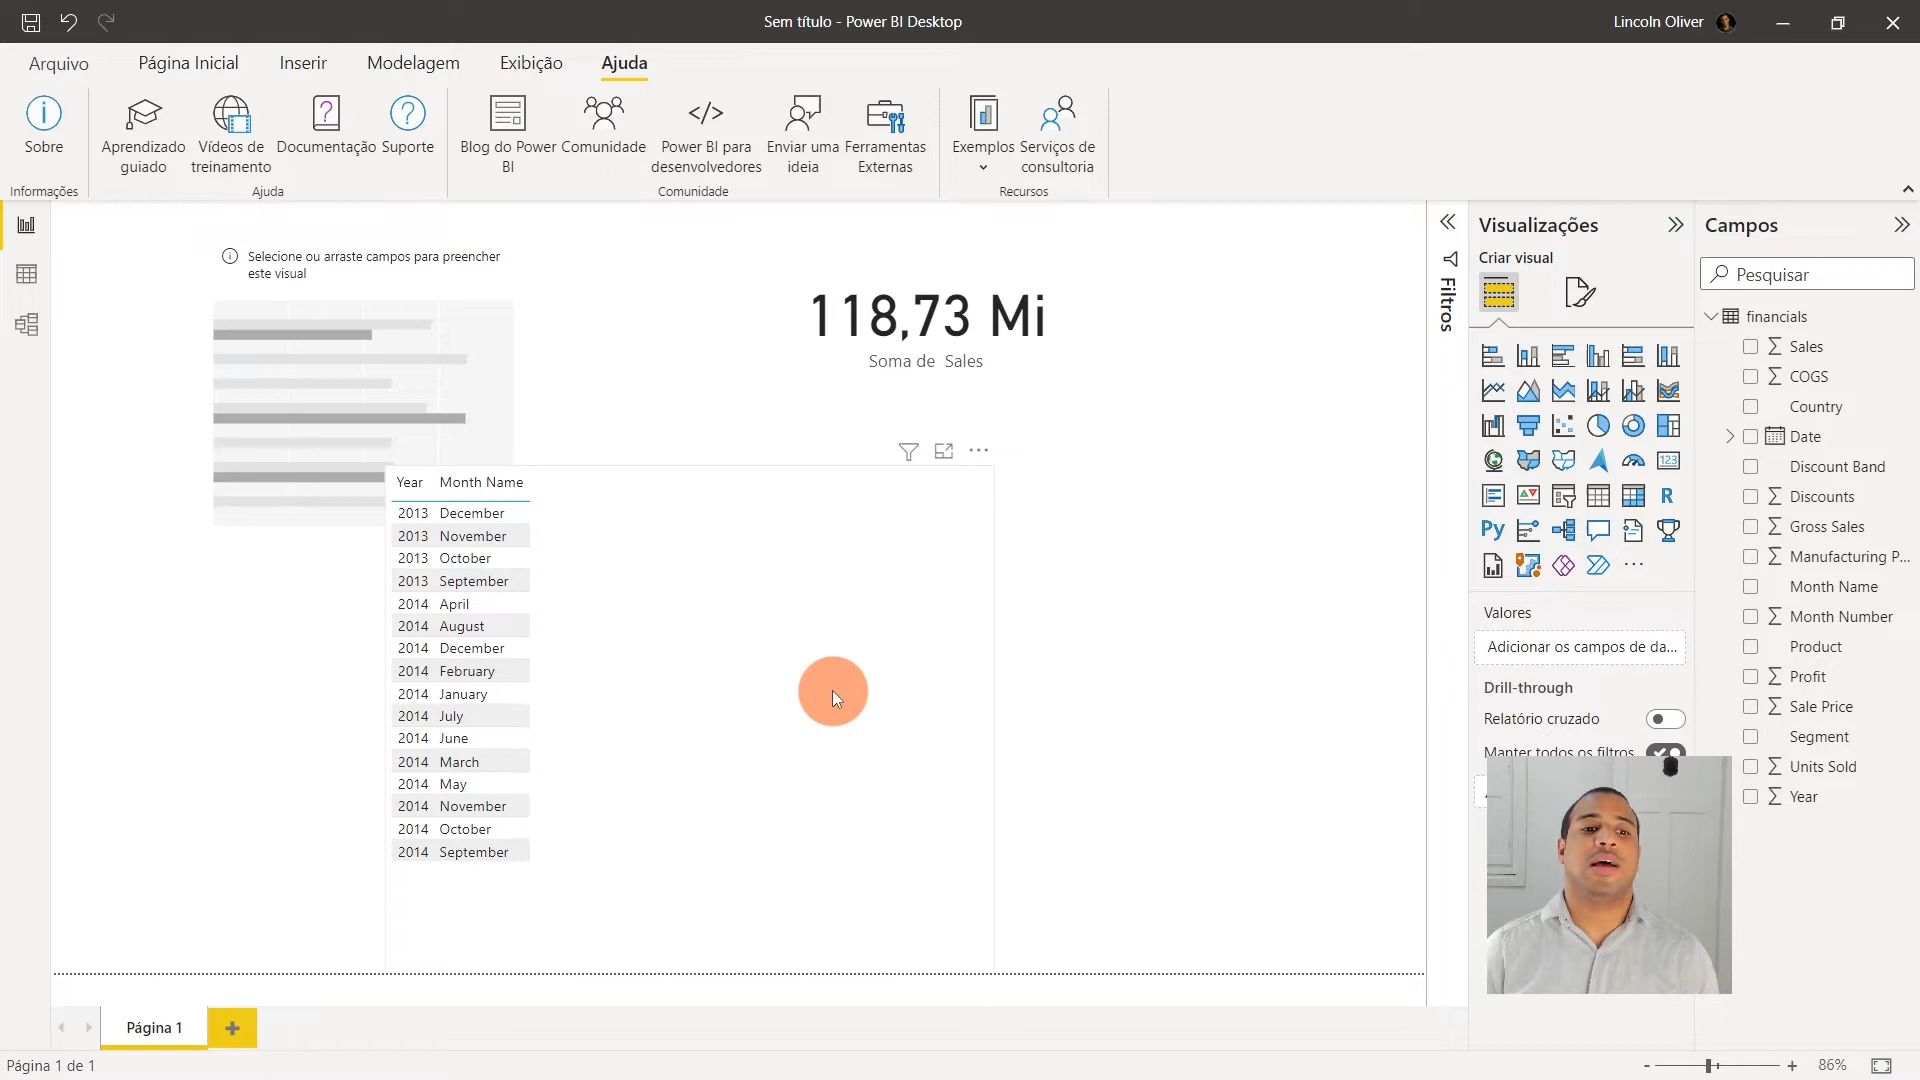 Sem título - Power BI Desktop
Lincoln Oliver
Arquivo
Página Inicial
Inserir
Modelagem
Exibição
Ajuda
Sobre
Aprendizado
guiado
Vídeos de
treinamento
Documentação
Suporte
Blog do Power
BI
Comunidade
Power BI para
desenvolvedores
Enviar uma
ideia
Ferramentas
Externas
Exemplos
Serviços de
consultoria
Informações
Ajuda
Comunidade
Recursos
Selecione ou arraste campos para preencher
este visual
118,73 Mi
Soma de Sales
Year Month Name
2013 December
2013 November
2013 October
2013 September
2014 April
2014 August
2014 December
2014 February
2014 January
2014 July
2014 June
2014 March
2014 May
2014 November
2014 October
2014 September
Filtros
Visualizações
Criar visual
123
R
Py
Valores
Adicionar os campos de da...
Drill-through
Relatório cruzado
Manter todos os filtros
Campos
Pesquisar
financials
Sales
COGS
Country
Date
Discount Band
Discounts
Gross Sales
Manufacturing P...
Month Name
Month Number
Product
Profit
Sale Price
Segment
Units Sold
Year
Página 1
Página 1 de 1
86%